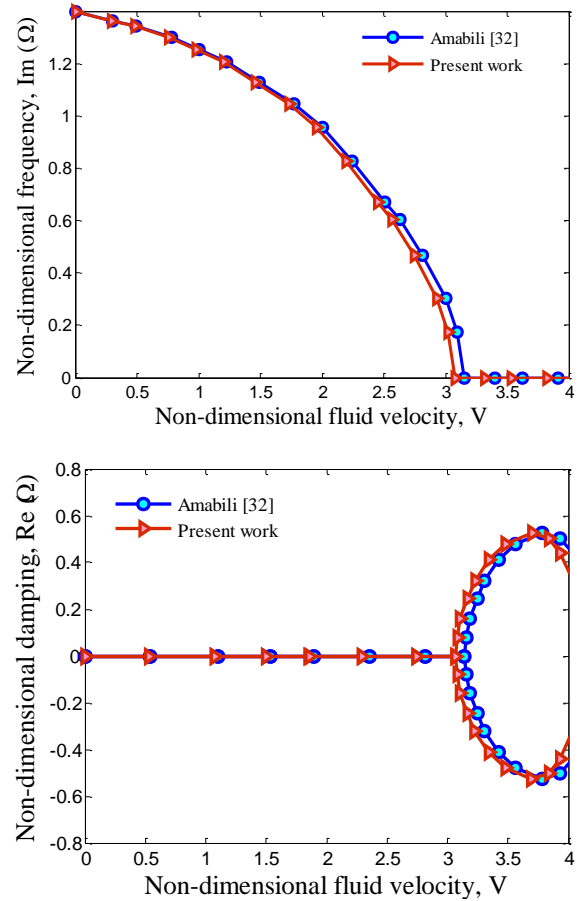 Non-dimensional frequency, Im (Ω)
1.2
1
0.8
0.6
0.4
0.2
0
Amabili [32]
Present work
0 0.5 1 1.5 2 2.5 3 3.5 4
Non-dimensional fluid velocity, V
Non-dimensional damping, Re (Ω)
0.8
0.6
0.4
0.2
0
-0.2
-0.4
-0.6
-0.8
Amabili [32]
Present work
0 0.5 1 1.5 2 2.5 3 3.5 4
Non-dimensional fluid velocity, V